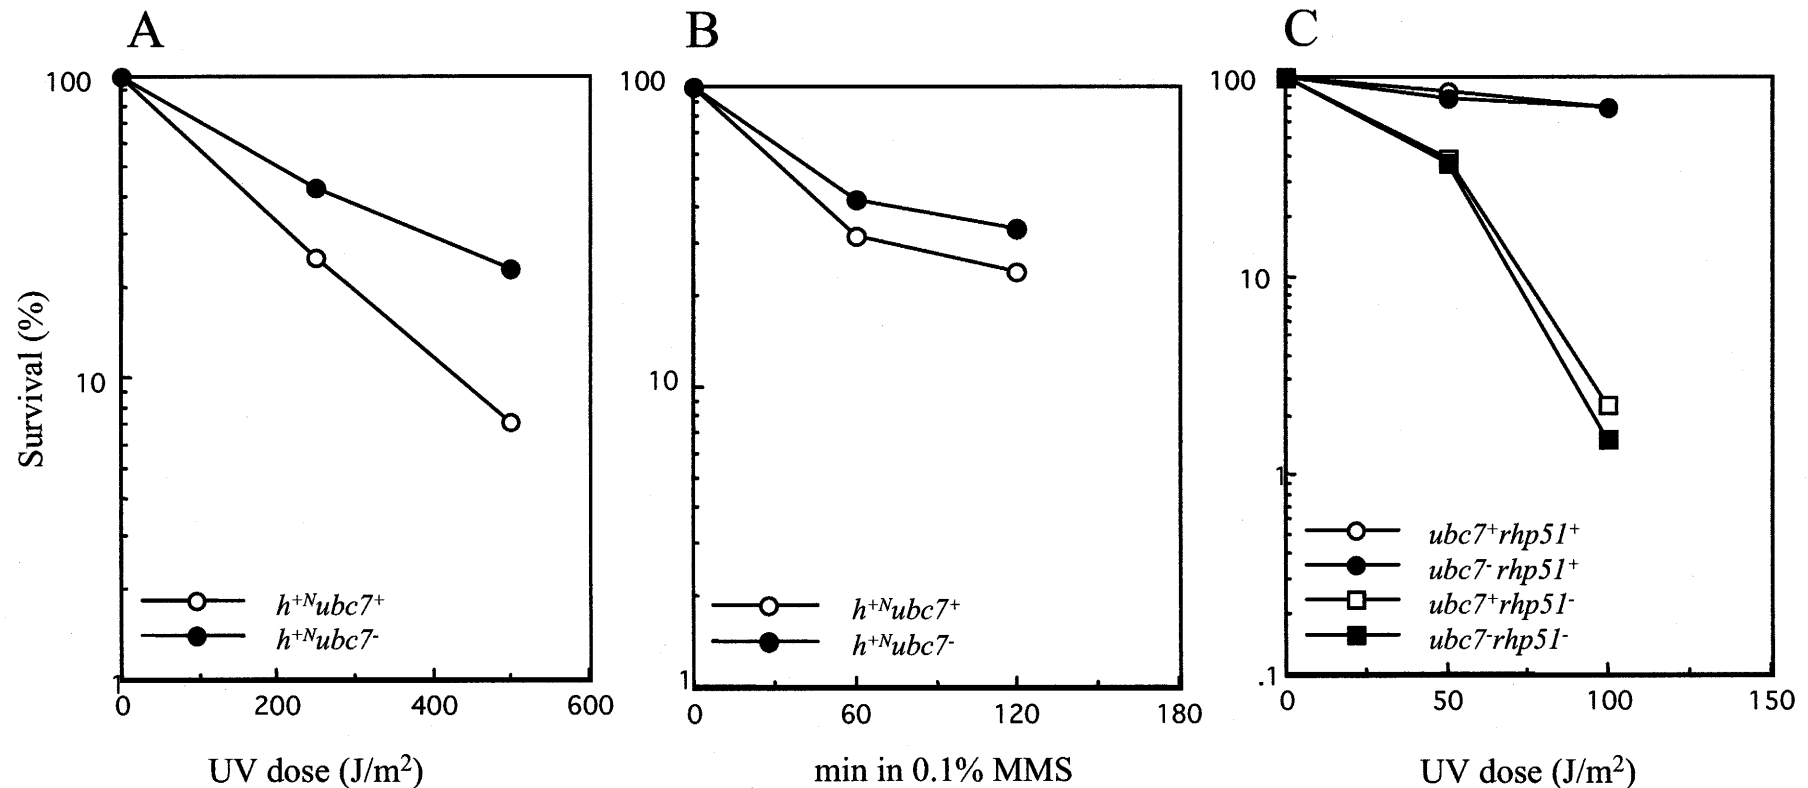 A
B
C
Survival (%)
100
10
1
0
200
400
600
UV dose (J/m²)
h⁺ᴺubc7⁺
h⁺ᴺubc7⁻
100
10
1
0
60
120
180
min in 0.1% MMS
h⁺ᴺubc7⁺
h⁺ᴺubc7⁻
100
10
1
.1
0
50
100
150
UV dose (J/m²)
ubc7⁺rhp51⁺
ubc7⁻rhp51⁺
ubc7⁺rhp51⁻
ubc7⁻rhp51⁻